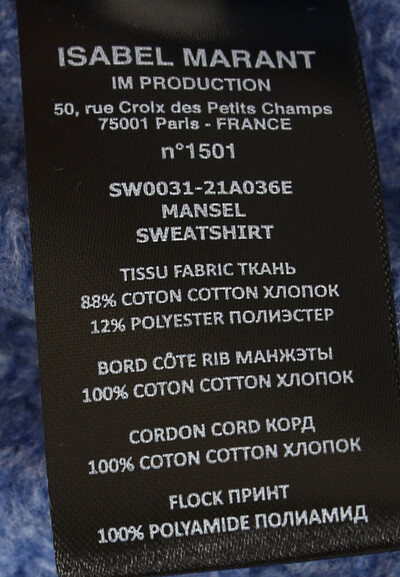 ISABEL MARANT
IM PRODUCTION
50, rue Croix des Petits Champs
75001 Paris - FRANCE
n°1501
SW0031-21A036E
MANSEL
SWEATSHIRT
TISSU FABRIC ТКАНЬ
88% COTON COTTON ХЛОПОК
12% POLYESTER ПОЛИЭСТЕР
BORD CÔTE RIB МАНЖЭТЫ
100% COTON COTTON ХЛОПОК
CORDON CORD КОРД
100% COTON COTTON ХЛОПОК
FLOCK ПРИНТ
100% POLYAMIDE ПОЛИАМИД